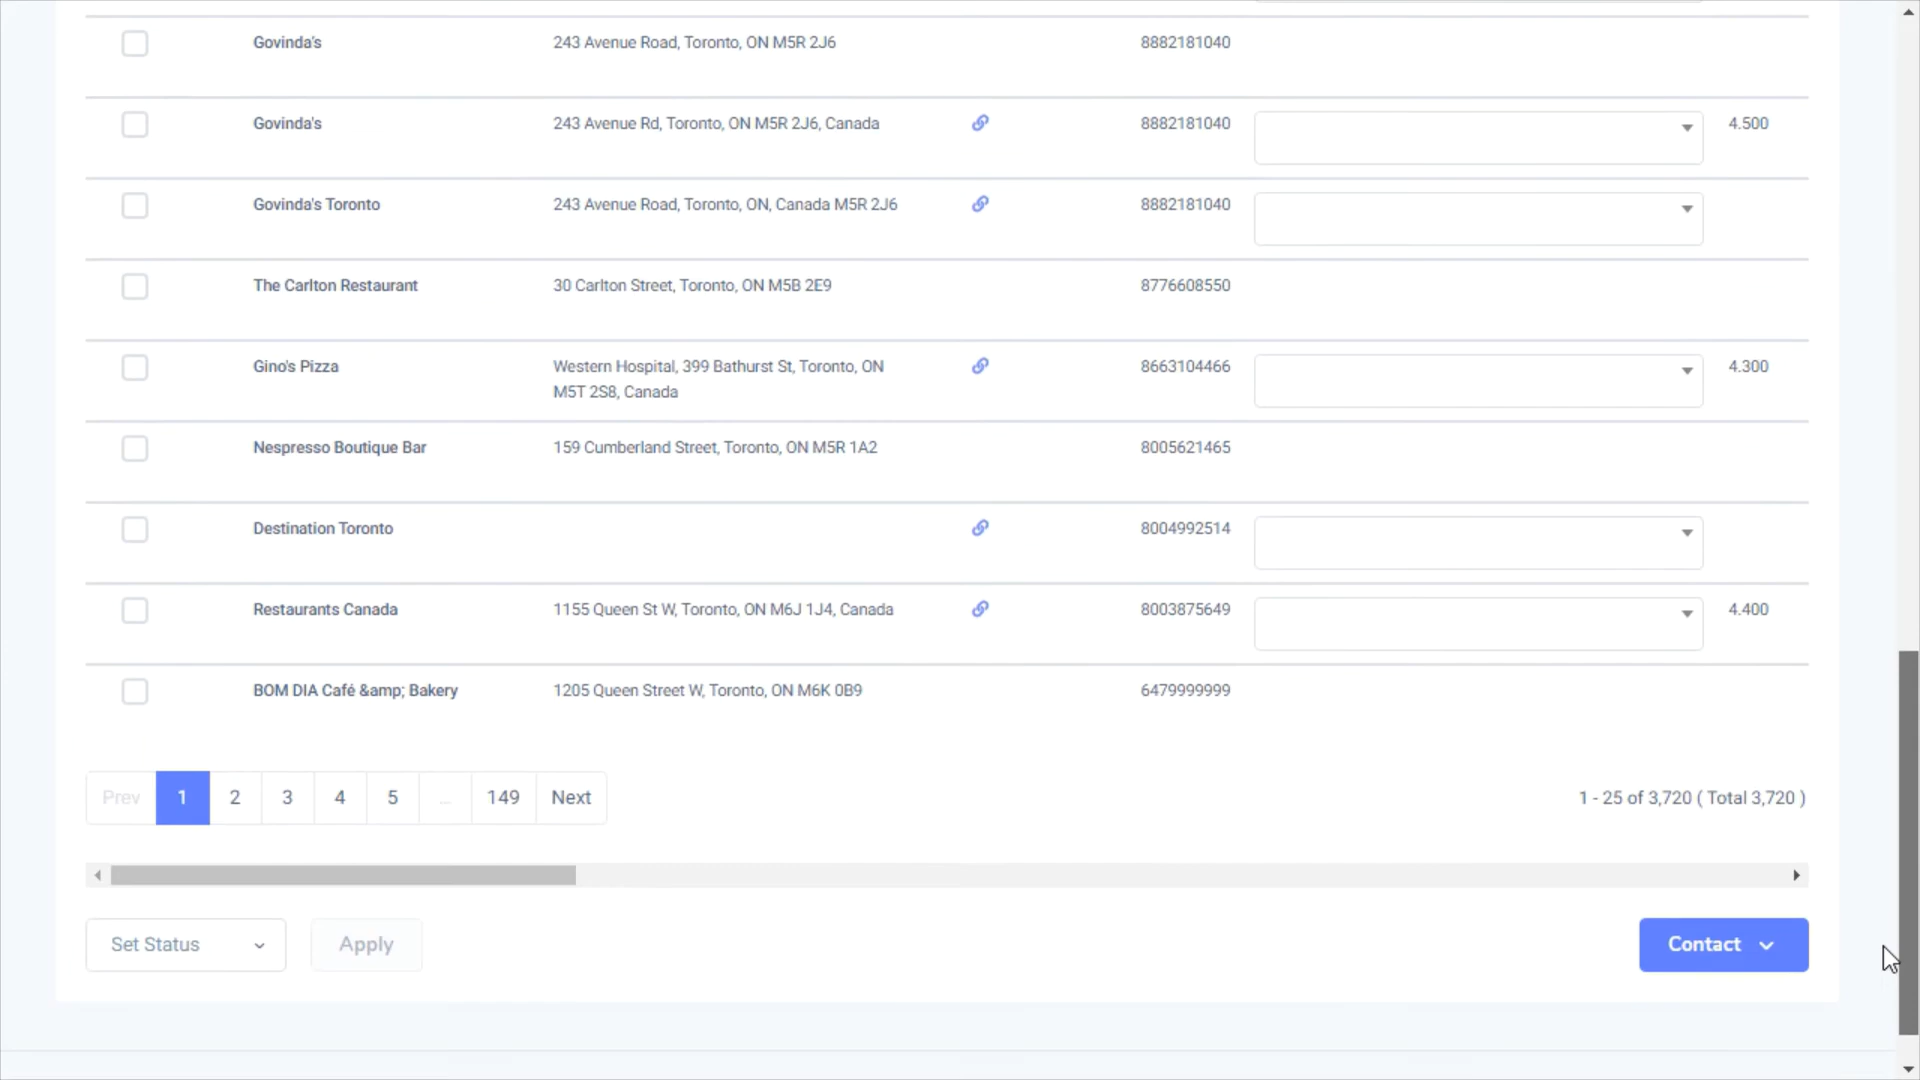 Govinda's 243 Avenue Road, Toronto, ON M5R 2J6 8882181040
Govinda's 243 Avenue Rd, Toronto, ON M5R 2J6, Canada 8882181040 4.500
Govinda's Toronto 243 Avenue Road, Toronto, ON, Canada M5R 2J6 8882181040
The Carlton Restaurant 30 Carlton Street, Toronto, ON M5B 2E9 8776608550
Gino's Pizza Western Hospital, 399 Bathurst St, Toronto, ON 8663104466 4.300
M5T 2S8, Canada
Nespresso Boutique Bar 159 Cumberland Street, Toronto, ON M5R 1A2 8005621465
Destination Toronto 8004992514
Restaurants Canada 1155 Queen St W, Toronto, ON M6J 1J4, Canada 8003875649 4.400
BOM DIA Café &amp; Bakery 1205 Queen Street W, Toronto, ON M6K 0B9 6479999999
Prev 1 2 3 4 5 ... 149 Next 1 - 25 of 3,720 ( Total 3,720 )
Set Status Apply Contact